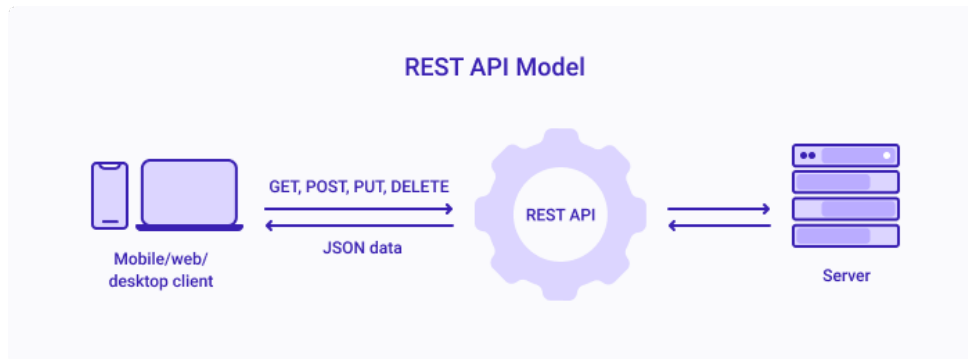 REST API Model
GET, POST, PUT, DELETE
REST API
JSON data
Mobile/web/
desktop client
Server